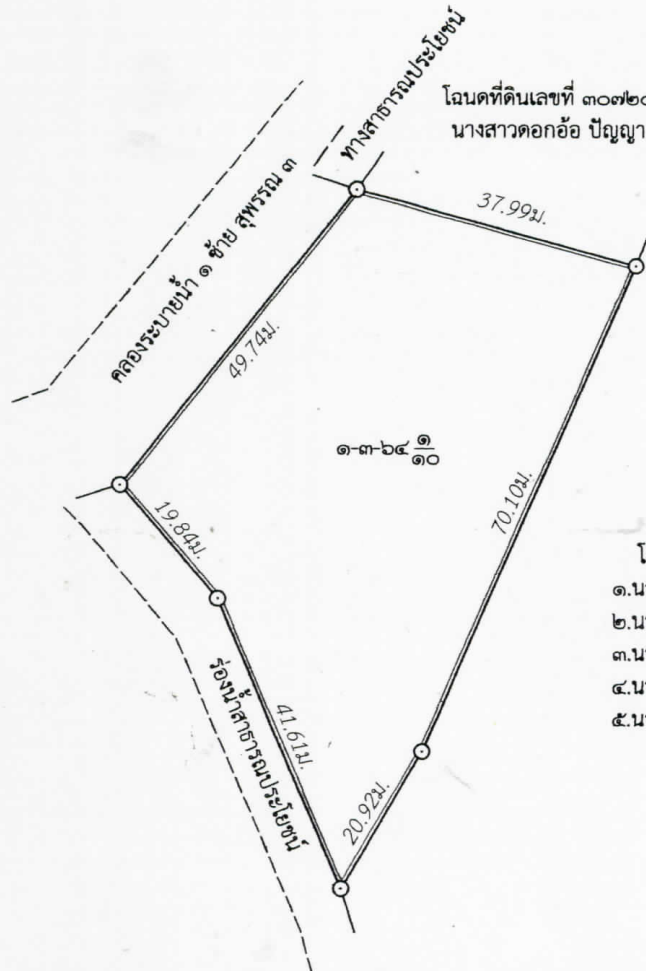 ทางสาธารณประโยชน์
โฉนดที่ดินเลขที่ ๓๐๗๒๐
นางสาวดอกอ้อ ปัญญา
คลองระบายน้ำ ๑ ซ้าย สุพรรณ ๓
37.99ม.
49.74ม.
๑-๓-๖๔ ๑/๑๐
70.10ม.
19.84ม.
ร่องน้ำสาธารณประโยชน์
41.61ม.
20.92ม.
๑.
๒.
๓.
๔.
๕.